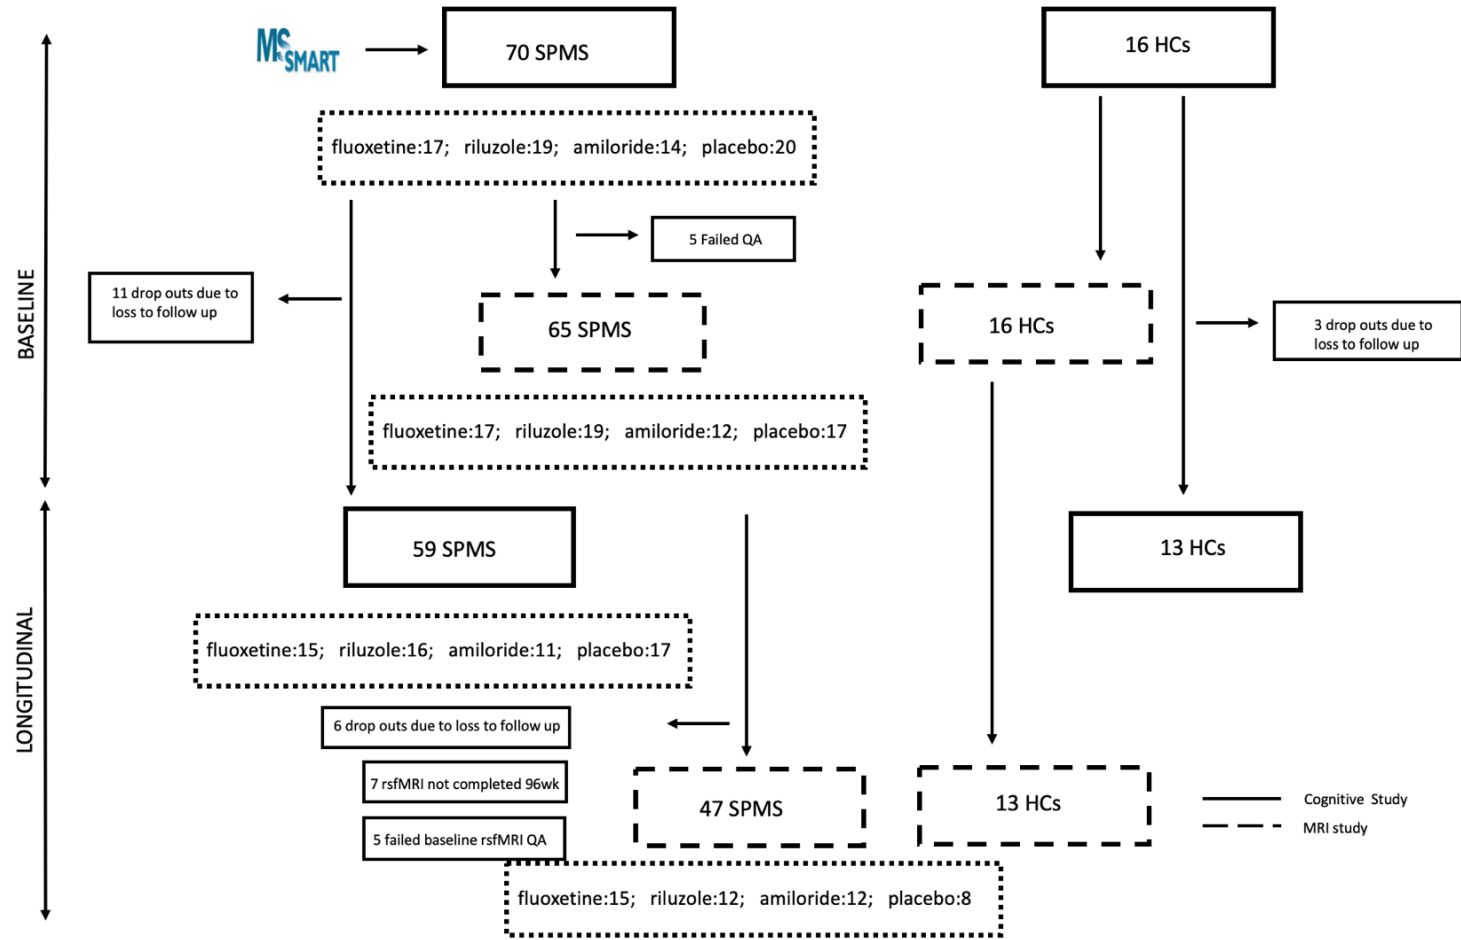 MS
SMART
70 SPMS
16 HCs
fluoxetine:17; riluzole:19; amiloride:14; placebo:20
5 Failed QA
BASELINE
11 drop outs due to
loss to follow up
65 SPMS
16 HCs
3 drop outs due to
loss to follow up
fluoxetine:17; riluzole:19; amiloride:12; placebo:17
LONGITUDINAL
59 SPMS
13 HCs
fluoxetine:15; riluzole:16; amiloride:11; placebo:17
6 drop outs due to loss to follow up
7 rsfMRI not completed 96wk
5 failed baseline rsfMRI QA
47 SPMS
13 HCs
Cognitive Study
MRI study
fluoxetine:15; riluzole:12; amiloride:12; placebo:8